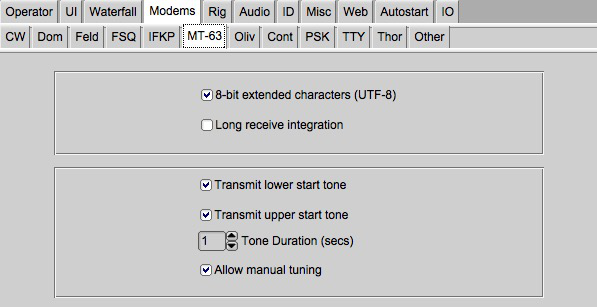 Operator UI Waterfall Modems Rig Audio ID Misc Web Autostart IO
CW Dom Feld FSQ IFKP MT-63 Oliv Cont PSK TTY Thor Other
8-bit extended characters (UTF-8)
Long receive integration
Transmit lower start tone
Transmit upper start tone
1 Tone Duration (secs)
Allow manual tuning